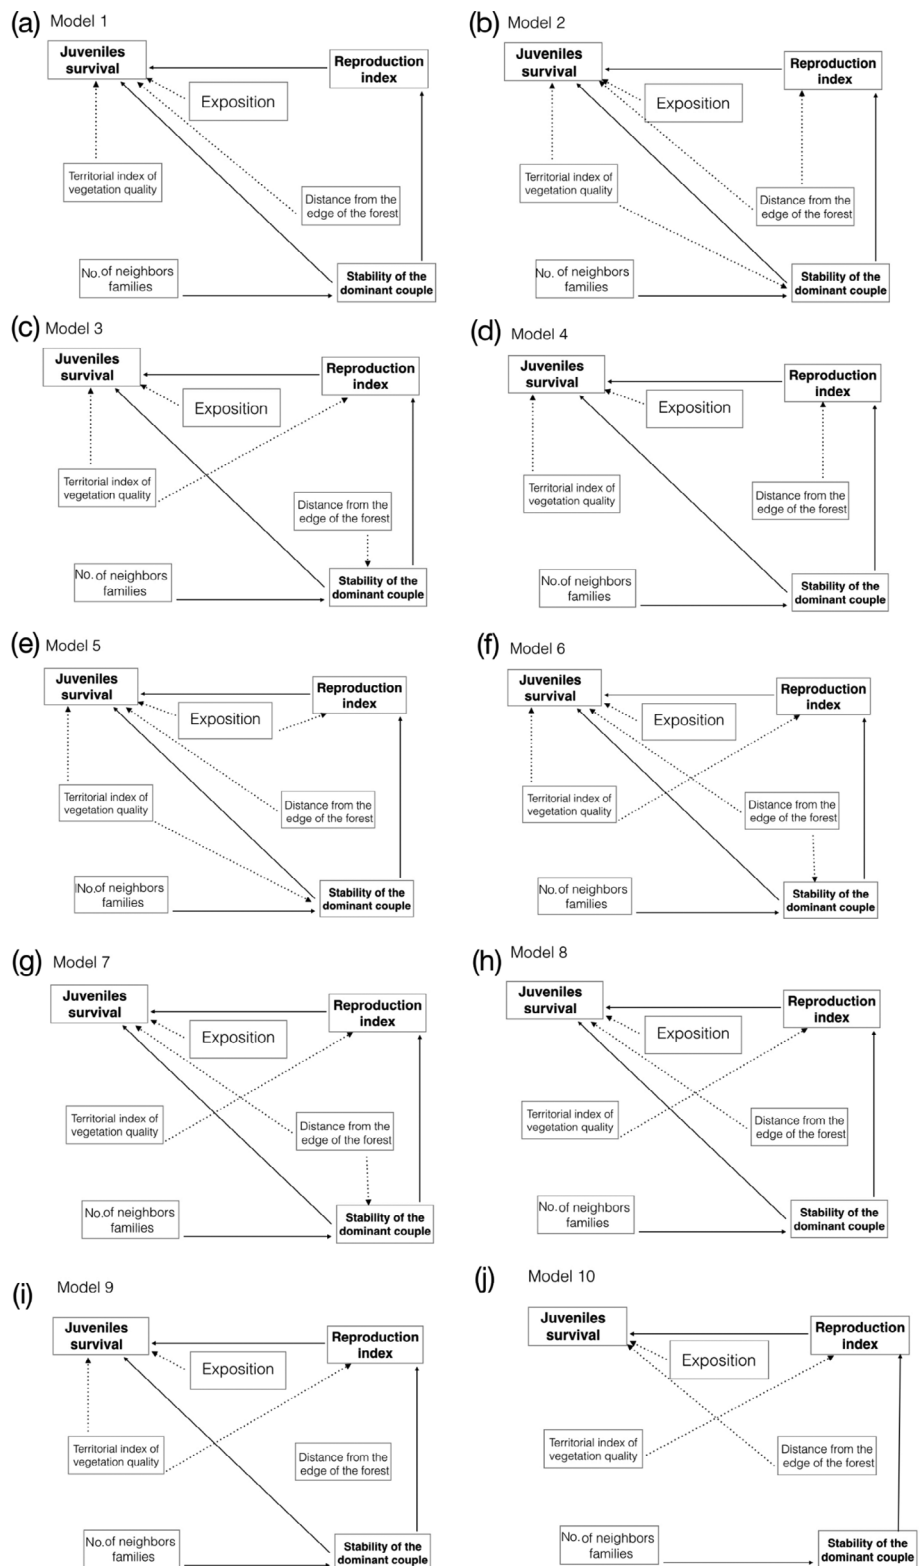 (a) Model 1
Juveniles
survival
Reproduction
index
Exposition
Territorial index of
vegetation quality
Distance from the
edge of the forest
No. of neighbors
families
Stability of the
dominant couple
(b) Model 2
Juveniles
survival
Reproduction
index
Exposition
Territorial index of
vegetation quality
Distance from the
edge of the forest
No. of neighbors
families
Stability of the
dominant couple
(c) Model 3
Juveniles
survival
Reproduction
index
Exposition
Territorial index of
vegetation quality
Distance from the
edge of the forest
No. of neighbors
families
Stability of the
dominant couple
(d) Model 4
Juveniles
survival
Reproduction
index
Exposition
Territorial index of
vegetation quality
Distance from the
edge of the forest
No. of neighbors
families
Stability of the
dominant couple
(e) Model 5
Juveniles
survival
Reproduction
index
Exposition
Territorial index of
vegetation quality
Distance from the
edge of the forest
No. of neighbors
families
Stability of the
dominant couple
(f) Model 6
Juveniles
survival
Reproduction
index
Exposition
Territorial index of
vegetation quality
Distance from the
edge of the forest
No. of neighbors
families
Stability of the
dominant couple
(g) Model 7
Juveniles
survival
Reproduction
index
Exposition
Territorial index of
vegetation quality
Distance from the
edge of the forest
No. of neighbors
families
Stability of the
dominant couple
(h) Model 8
Juveniles
survival
Reproduction
index
Exposition
Territorial index of
vegetation quality
Distance from the
edge of the forest
No. of neighbors
families
Stability of the
dominant couple
(i) Model 9
Juveniles
survival
Reproduction
index
Exposition
Territorial index of
vegetation quality
Distance from the
edge of the forest
No. of neighbors
families
Stability of the
dominant couple
(j) Model 10
Juveniles
survival
Reproduction
index
Exposition
Territorial index of
vegetation quality
Distance from the
edge of the forest
No. of neighbors
families
Stability of the
dominant couple